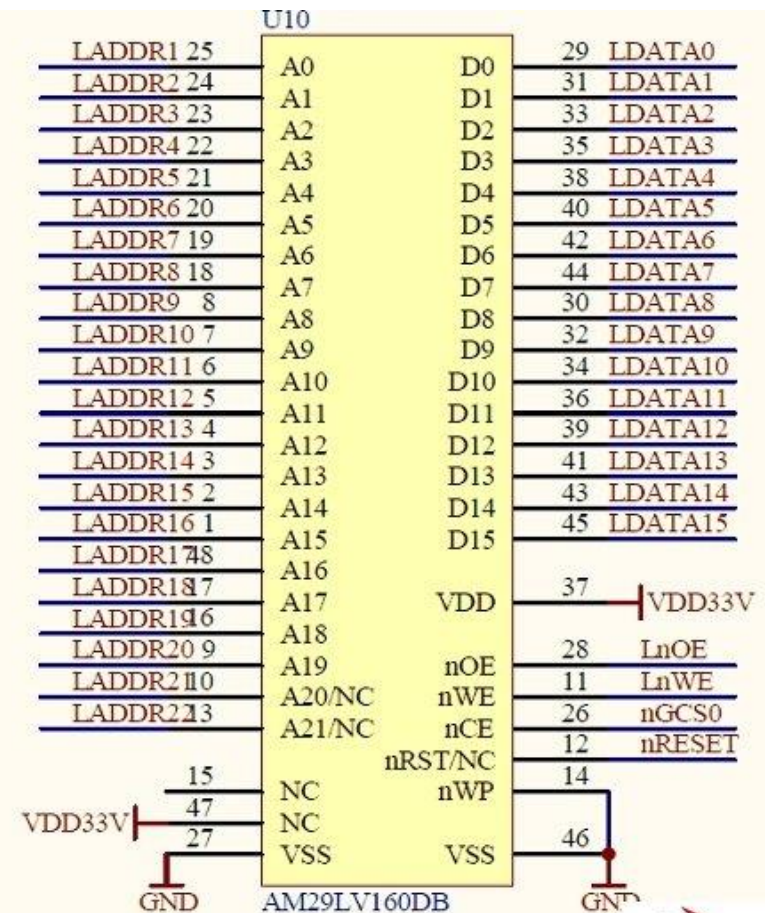 U10
LADDR1 25 A0 D0 29 LDATA0
LADDR2 24 A1 D1 31 LDATA1
LADDR3 23 A2 D2 33 LDATA2
LADDR4 22 A3 D3 35 LDATA3
LADDR5 21 A4 D4 38 LDATA4
LADDR6 20 A5 D5 40 LDATA5
LADDR7 19 A6 D6 42 LDATA6
LADDR8 18 A7 D7 44 LDATA7
LADDR9 8 A8 D8 30 LDATA8
LADDR10 7 A9 D9 32 LDATA9
LADDR11 6 A10 D10 34 LDATA10
LADDR12 5 A11 D11 36 LDATA11
LADDR13 4 A12 D12 39 LDATA12
LADDR14 3 A13 D13 41 LDATA13
LADDR15 2 A14 D14 43 LDATA14
LADDR16 1 A15 D15 45 LDATA15
LADDR17 48 A16
LADDR18 17 A17 VDD 37 VDD33V
LADDR19 16 A18
LADDR20 9 A19 nOE 28 LnOE
LADDR21 10 A20/NC nWE 11 LnWE
LADDR22 13 A21/NC nCE 26 nGCS0
nRST/NC 12 nRESET
15 NC nWP 14
VDD33V 47 NC
27 VSS VSS 46
GND AM29LV160DB GND